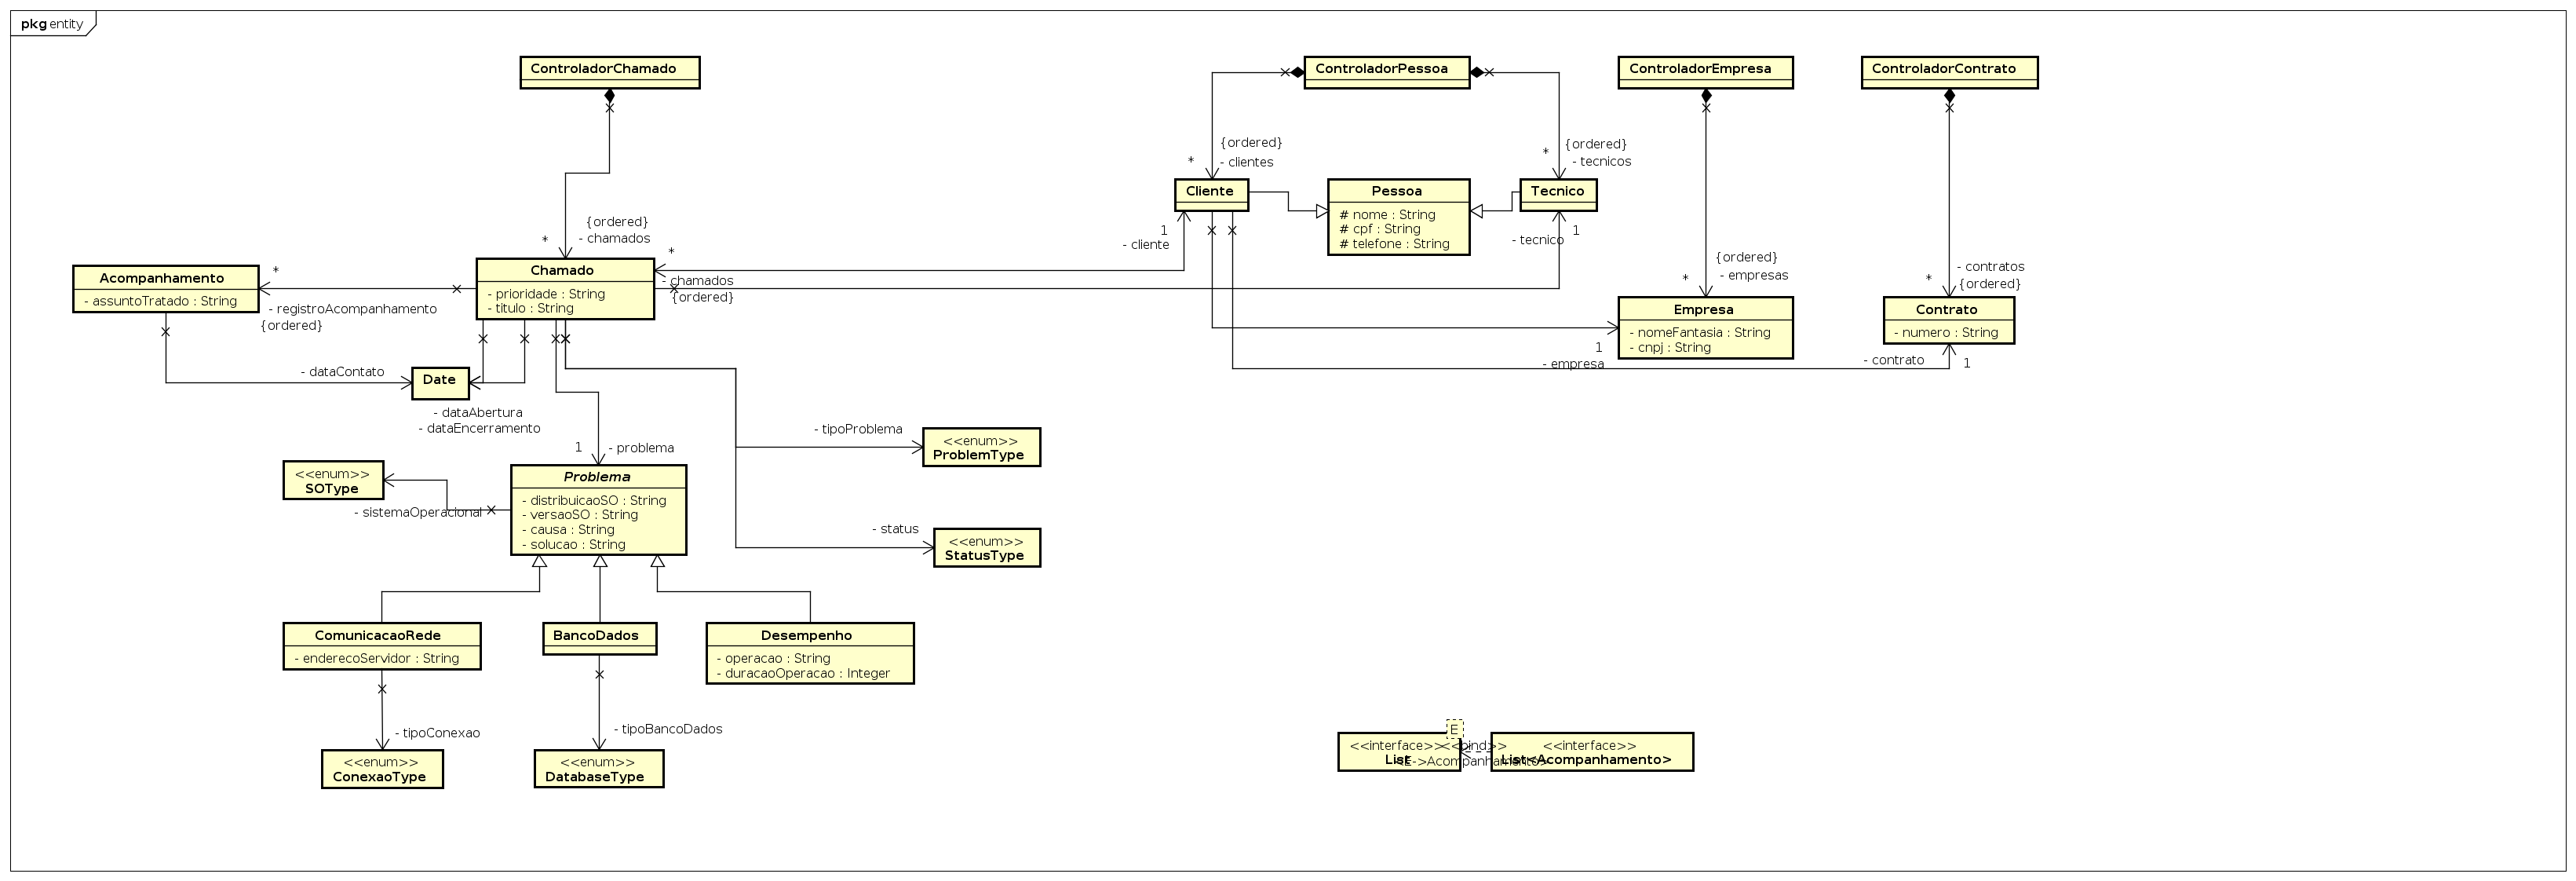 pkg entity
ControladorChamado
ControladorPessoa
ControladorEmpresa
ControladorContrato
{ordered}
* - clientes
{ordered}
* - tecnicos
Cliente
Pessoa
# nome : String
# cpf : String
# telefone : String
Tecnico
{ordered}
* - chamados
1
- cliente
1
- tecnico
*
- chamados
{ordered}
{ordered}
* - empresas
- contratos
* {ordered}
Acompanhamento
- assuntoTratado : String
*
- registroAcompanhamento
{ordered}
Chamado
- prioridade : String
- titulo : String
Empresa
- nomeFantasia : String
- cnpj : String
Contrato
- numero : String
1
- empresa
- contrato 1
- dataContato
Date
- dataAbertura
- dataEncerramento
- tipoProblema
<<enum>>
ProblemType
1 - problema
<<enum>>
SOType
- sistemaOperacional
Problema
- distribuicaoSO : String
- versaoSO : String
- causa : String
- solucao : String
- status
<<enum>>
StatusType
ComunicacaoRede
- enderecoServidor : String
BancoDados
Desempenho
- operacao : String
- duracaoOperacao : Integer
- tipoConexao
- tipoBancoDados
<<enum>>
ConexaoType
<<enum>>
DatabaseType
E
<<interface>>
List
<<bind>>
<E->Acompanhamento>
<<interface>>
List<Acompanhamento>